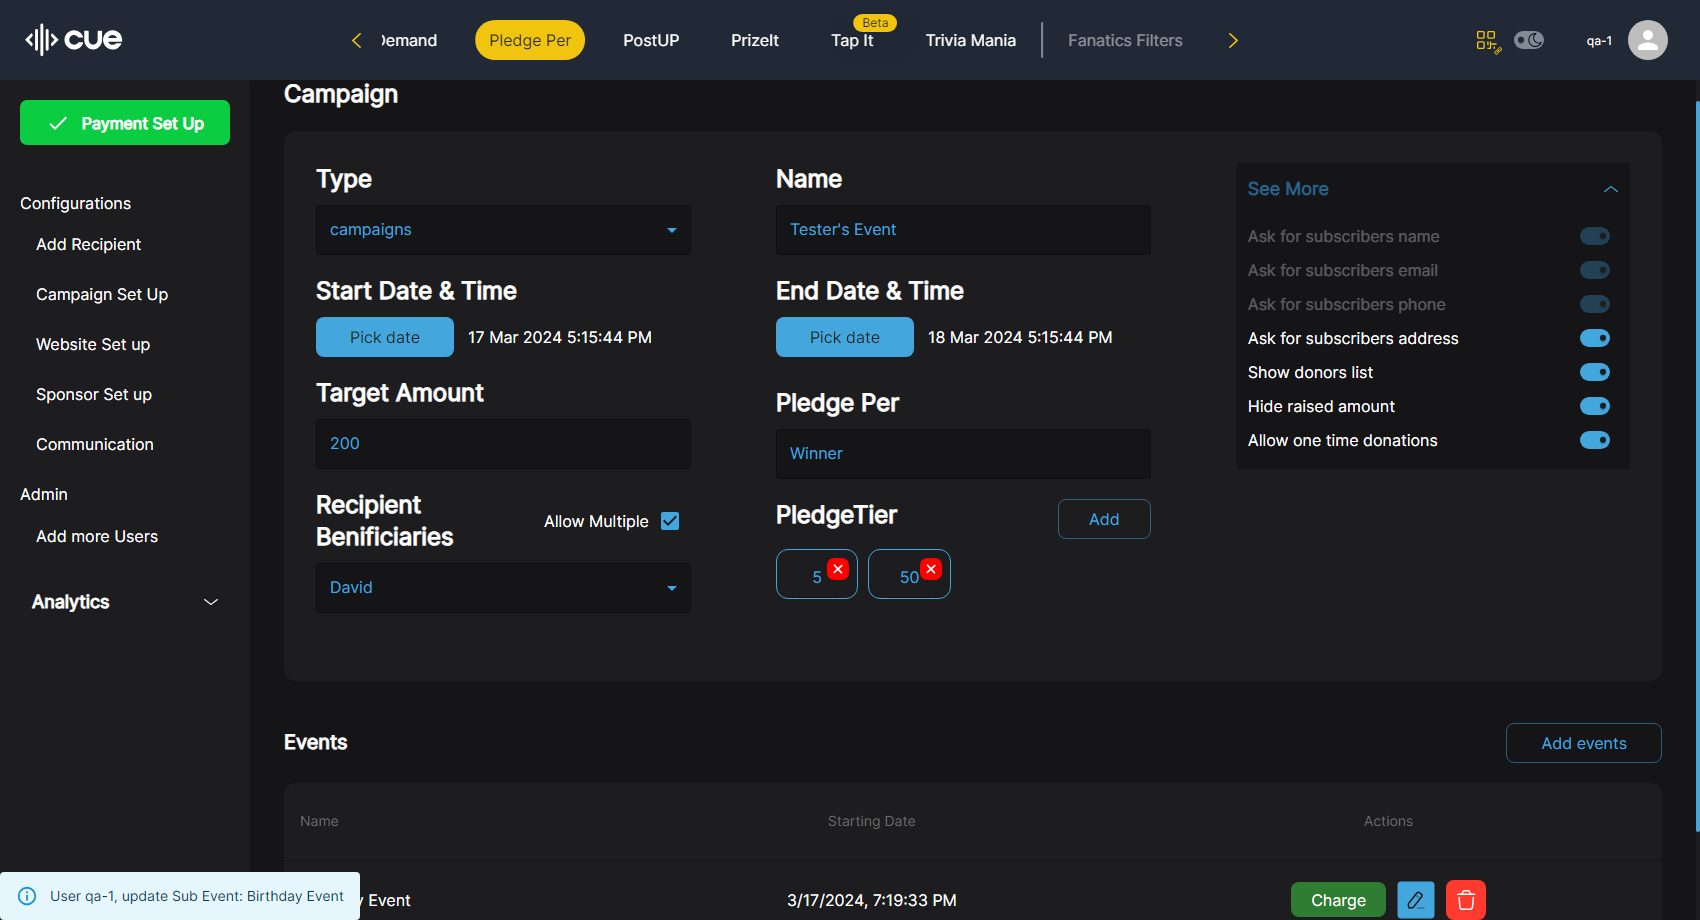 cue
Demand
Pledge Per
PostUP
PrizeIt
Beta
Tap It
Trivia Mania
Fanatics Filters
qa-1
Payment Set Up
Configurations
Add Recipient
Campaign Set Up
Website Set up
Sponsor Set up
Communication
Admin
Add more Users
Analytics
Campaign
Type
campaigns
Name
Tester's Event
Start Date & Time
Pick date
17 Mar 2024 5:15:44 PM
End Date & Time
Pick date
18 Mar 2024 5:15:44 PM
Target Amount
200
Pledge Per
Winner
Recipient
Benificiaries
Allow Multiple
David
PledgeTier
Add
5
50
See More
Ask for subscribers name
Ask for subscribers email
Ask for subscribers phone
Ask for subscribers address
Show donors list
Hide raised amount
Allow one time donations
Events
Add events
Name
Starting Date
Actions
y Event
3/17/2024, 7:19:33 PM
Charge
User qa-1, update Sub Event: Birthday Event